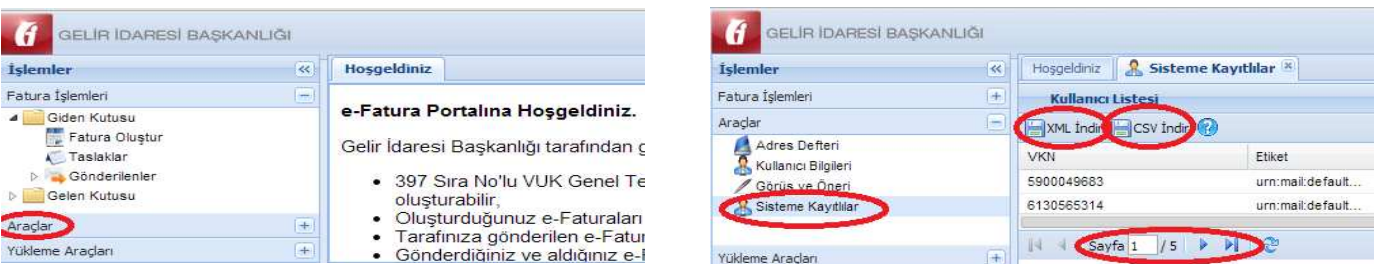 GELİR İDARESİ BAŞKANLIĞI
İşlemler
Fatura İşlemleri
Giden Kutusu
Fatura Oluştur
Taslaklar
Gönderilenler
Gelen Kutusu
Araçlar
Yükleme Araçları
Hoşgeldiniz
e-Fatura Portalına Hoşgeldiniz.
Gelir İdaresi Başkanlığı tarafından g
• 397 Sıra No'lu VUK Genel Te
oluşturabilir,
• Oluşturduğunuz e-Faturaları
• Tarafınıza gönderilen e-Fatur
• Gönderdiğiniz ve aldığınız e-
GELİR İDARESİ BAŞKANLIĞI
İşlemler
Fatura İşlemleri
Araçlar
Adres Defteri
Kullanıcı Bilgileri
Görüş ve Öneri
Sisteme Kayıtlılar
Yükleme Araçları
Hoşgeldiniz Sisteme Kayıtlılar
Kullanıcı Listesi
XML İndir CSV İndir
VKN Etiket
5900049683 urn:mail:default...
6130565314 urn:mail:default...
Sayfa 1 / 5